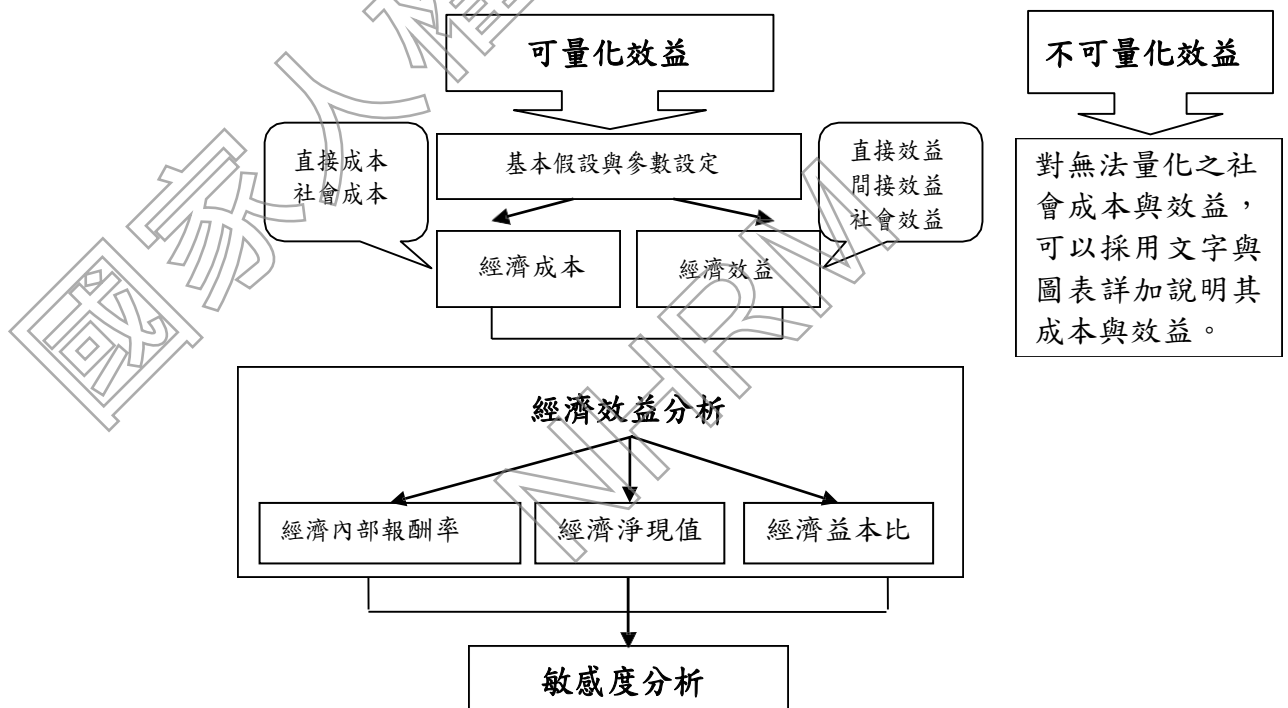 可量化效益
不可量化效益
直接成本
社會成本
基本假設與參數設定
直接效益
間接效益
社會效益
經濟成本
經濟效益
對無法量化之社
會成本與效益，
可以採用文字與
圖表詳加說明其
成本與效益。
經濟效益分析
經濟內部報酬率
經濟淨現值
經濟益本比
敏感度分析
國家人權
NHRM